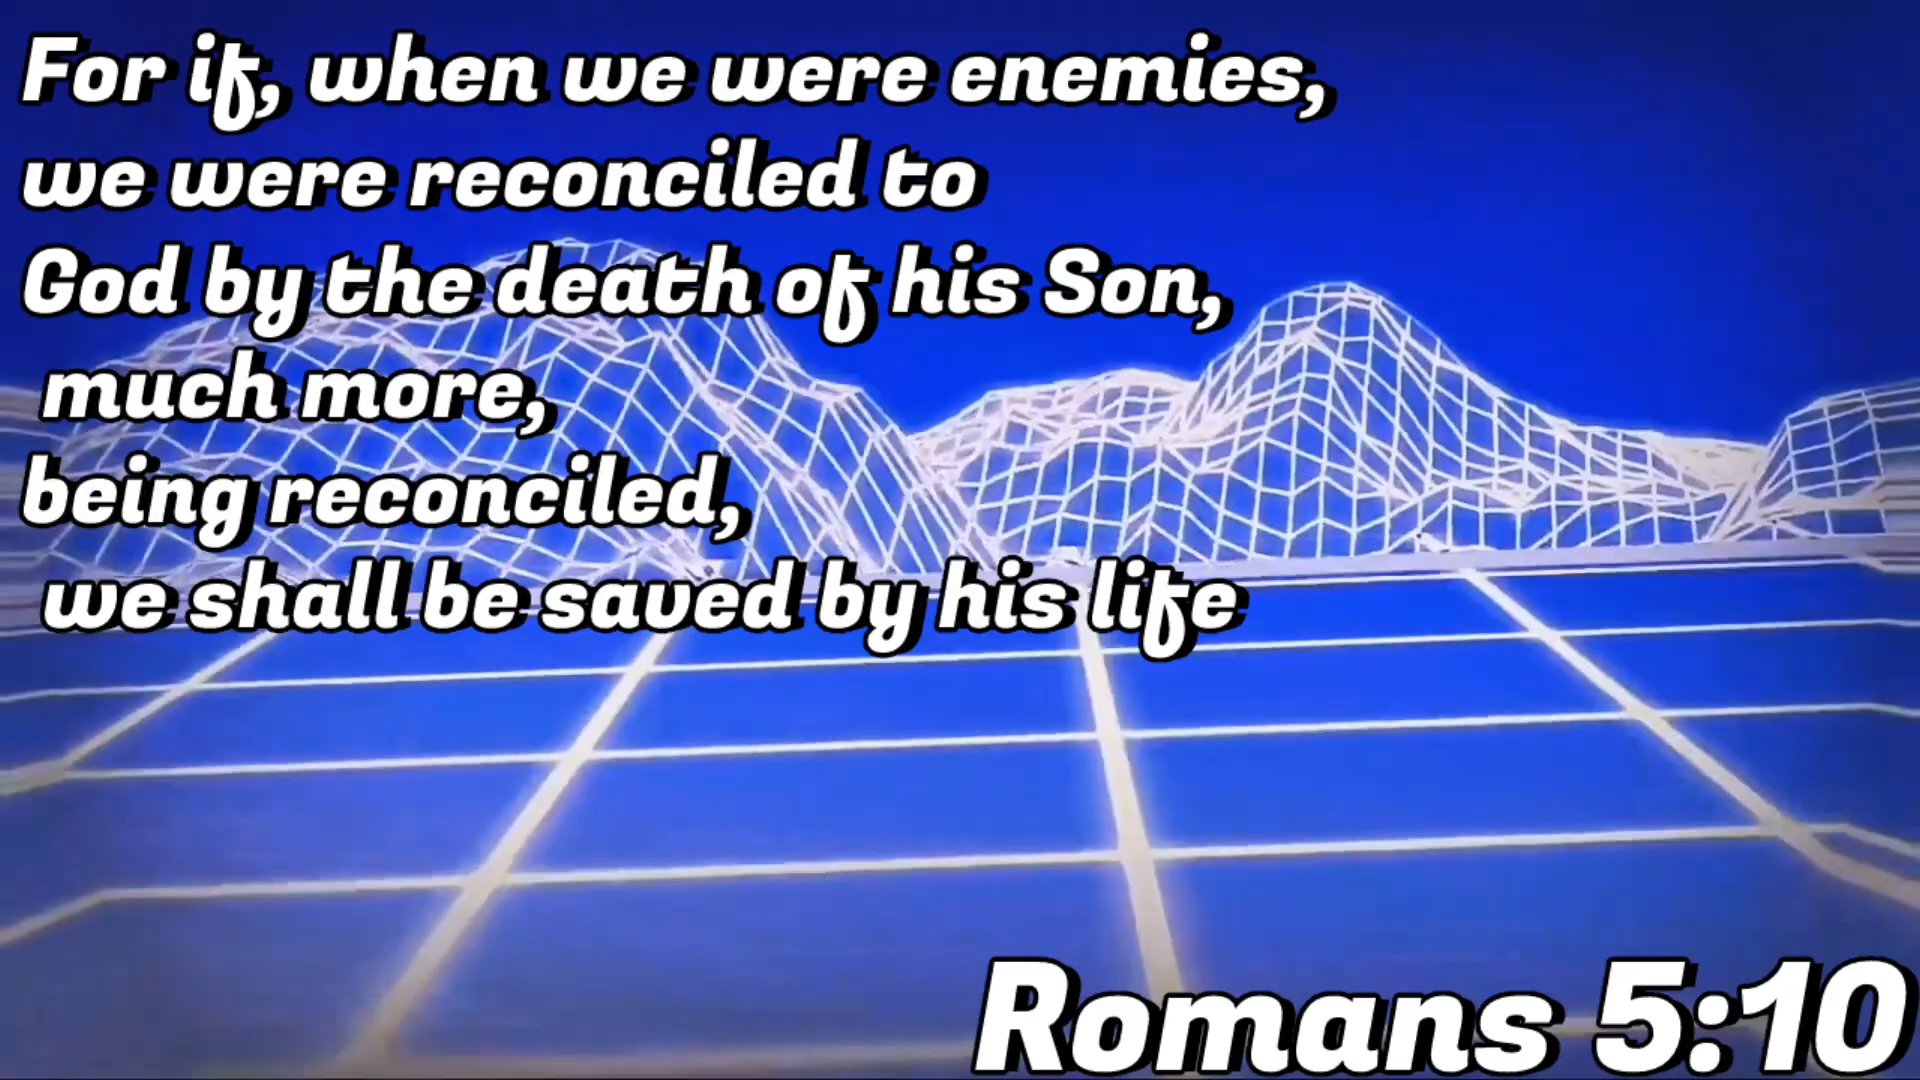 For if, when we were enemies,
we were reconciled to
God by the death of his Son,
much more,
being reconciled,
we shall be saved by his life
Romans 5:10